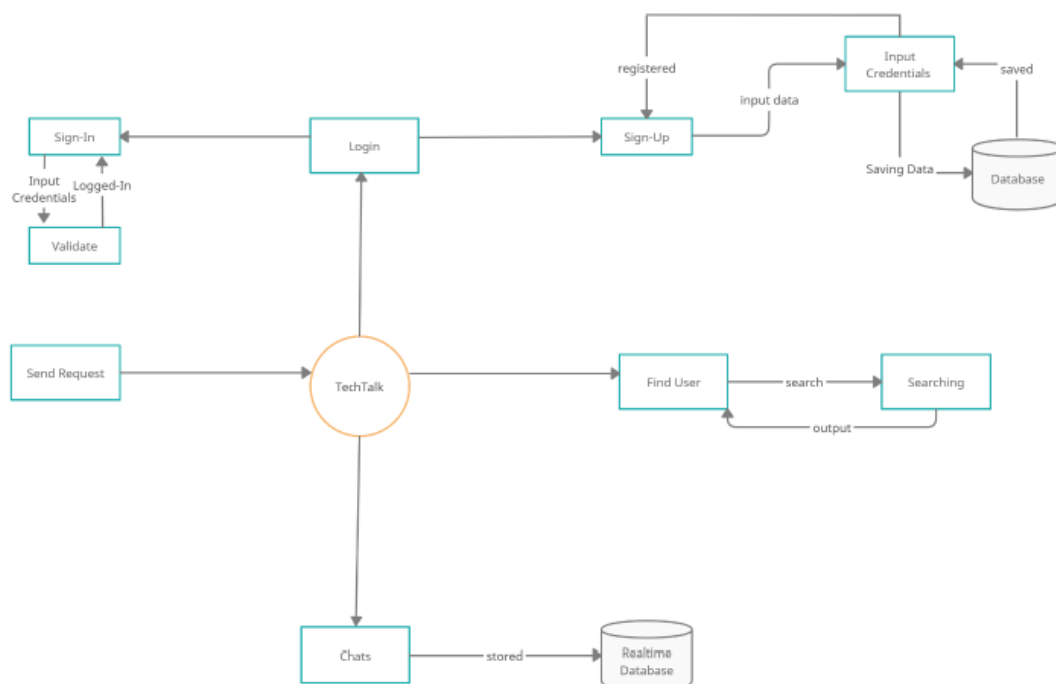 Input
Credentials
registered
saved
input data
Sign-In
Login
Sign-Up
Saving Data
Database
Input
Credentials
Logged-In
Validate
Send Request
TechTalk
Find User
search
Searching
output
Chats
stored
Realtime
Database